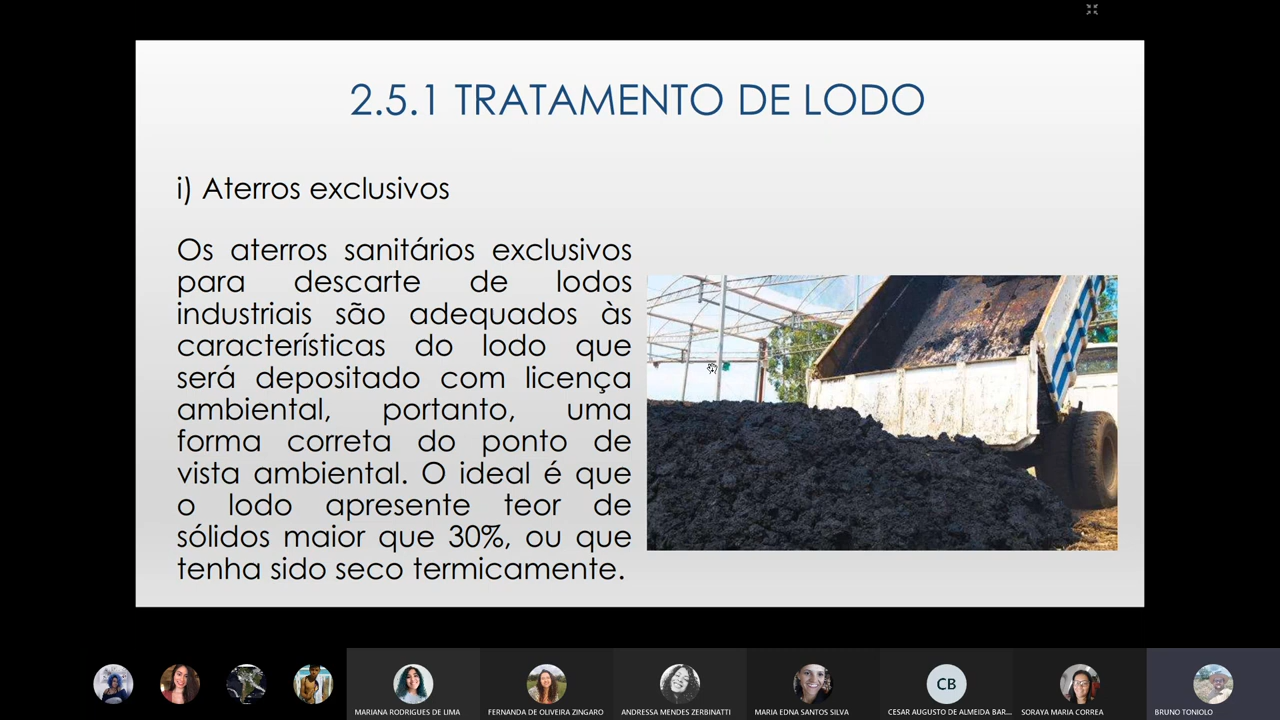 2.5.1 TRATAMENTO DE LODO
i) Aterros exclusivos
Os aterros sanitários exclusivos
para descarte de lodos
industriais são adequados às
características do lodo que
será depositado com licença
ambiental, portanto, uma
forma correta do ponto de
vista ambiental. O ideal é que
o lodo apresente teor de
sólidos maior que 30%, ou que
tenha sido seco termicamente.
CB
MARIANA RODRIGUES DE LIMA
FERNANDA DE OLIVEIRA ZINGARO
ANDRESSA MENDES ZERBINATTI
MARIA EDNA SANTOS SILVA
CESAR AUGUSTO DE ALMEIDA BAR...
SORAYA MARIA CORREA
BRUNO TONIOLO